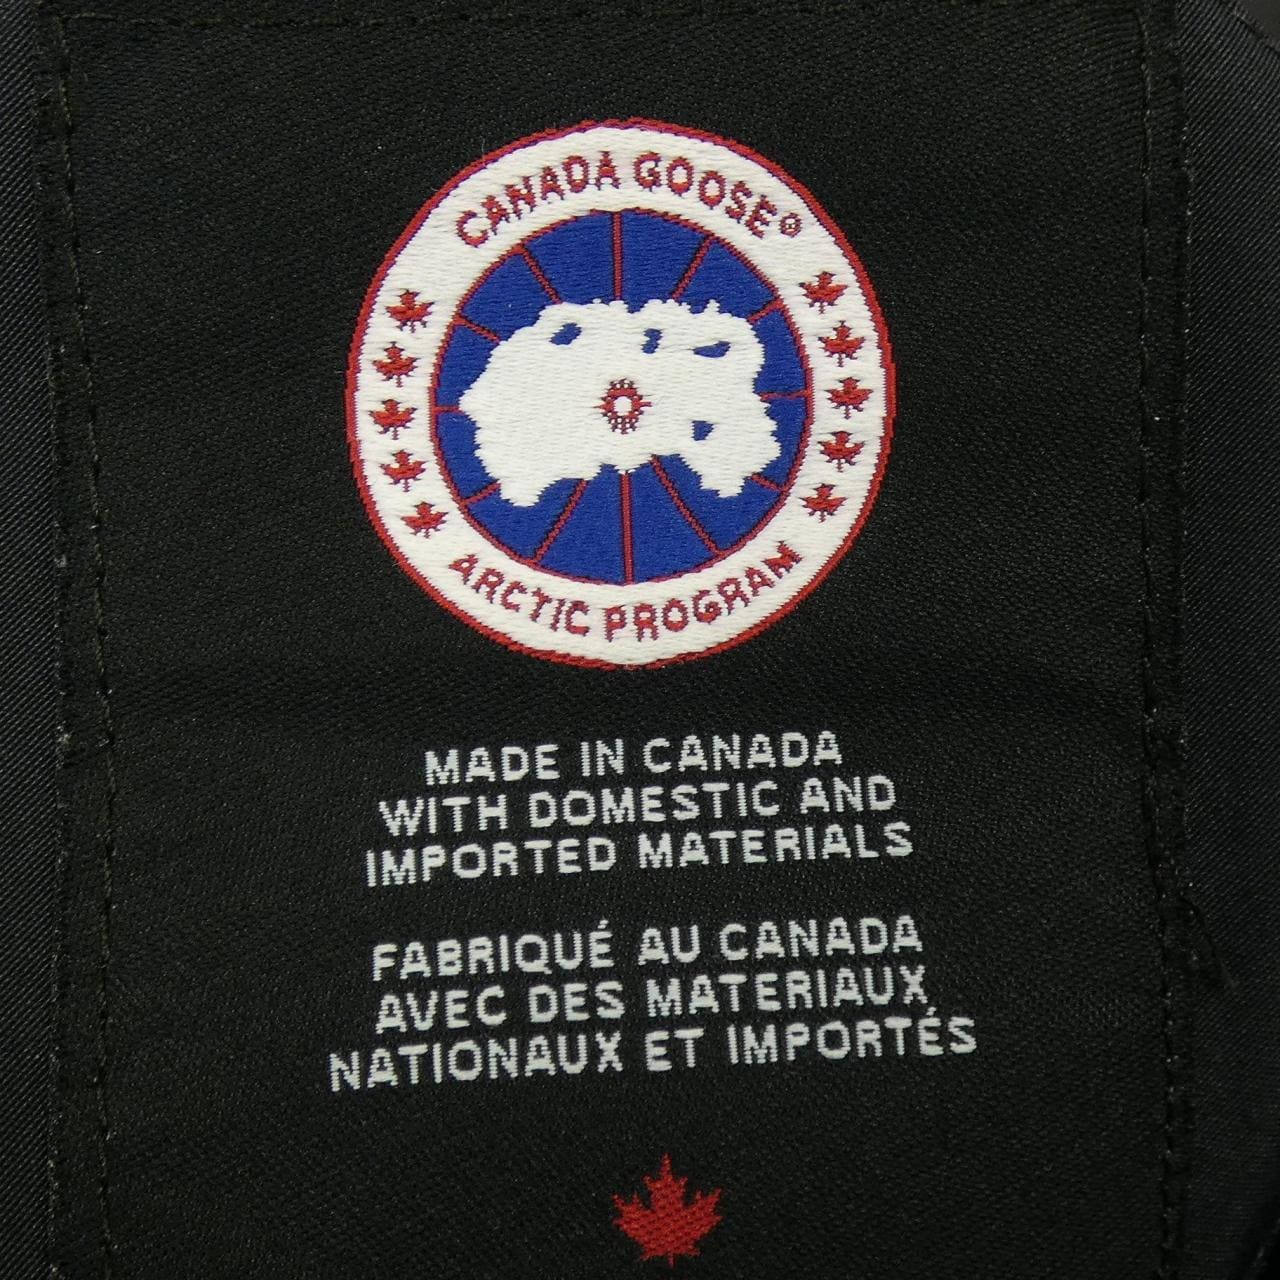 CANADA GOOSE®
ARCTIC PROGRAM
MADE IN CANADA
WITH DOMESTIC AND
IMPORTED MATERIALS
FABRIQUÉ AU CANADA
AVEC DES MATERIAUX
NATIONAUX ET IMPORTÉS